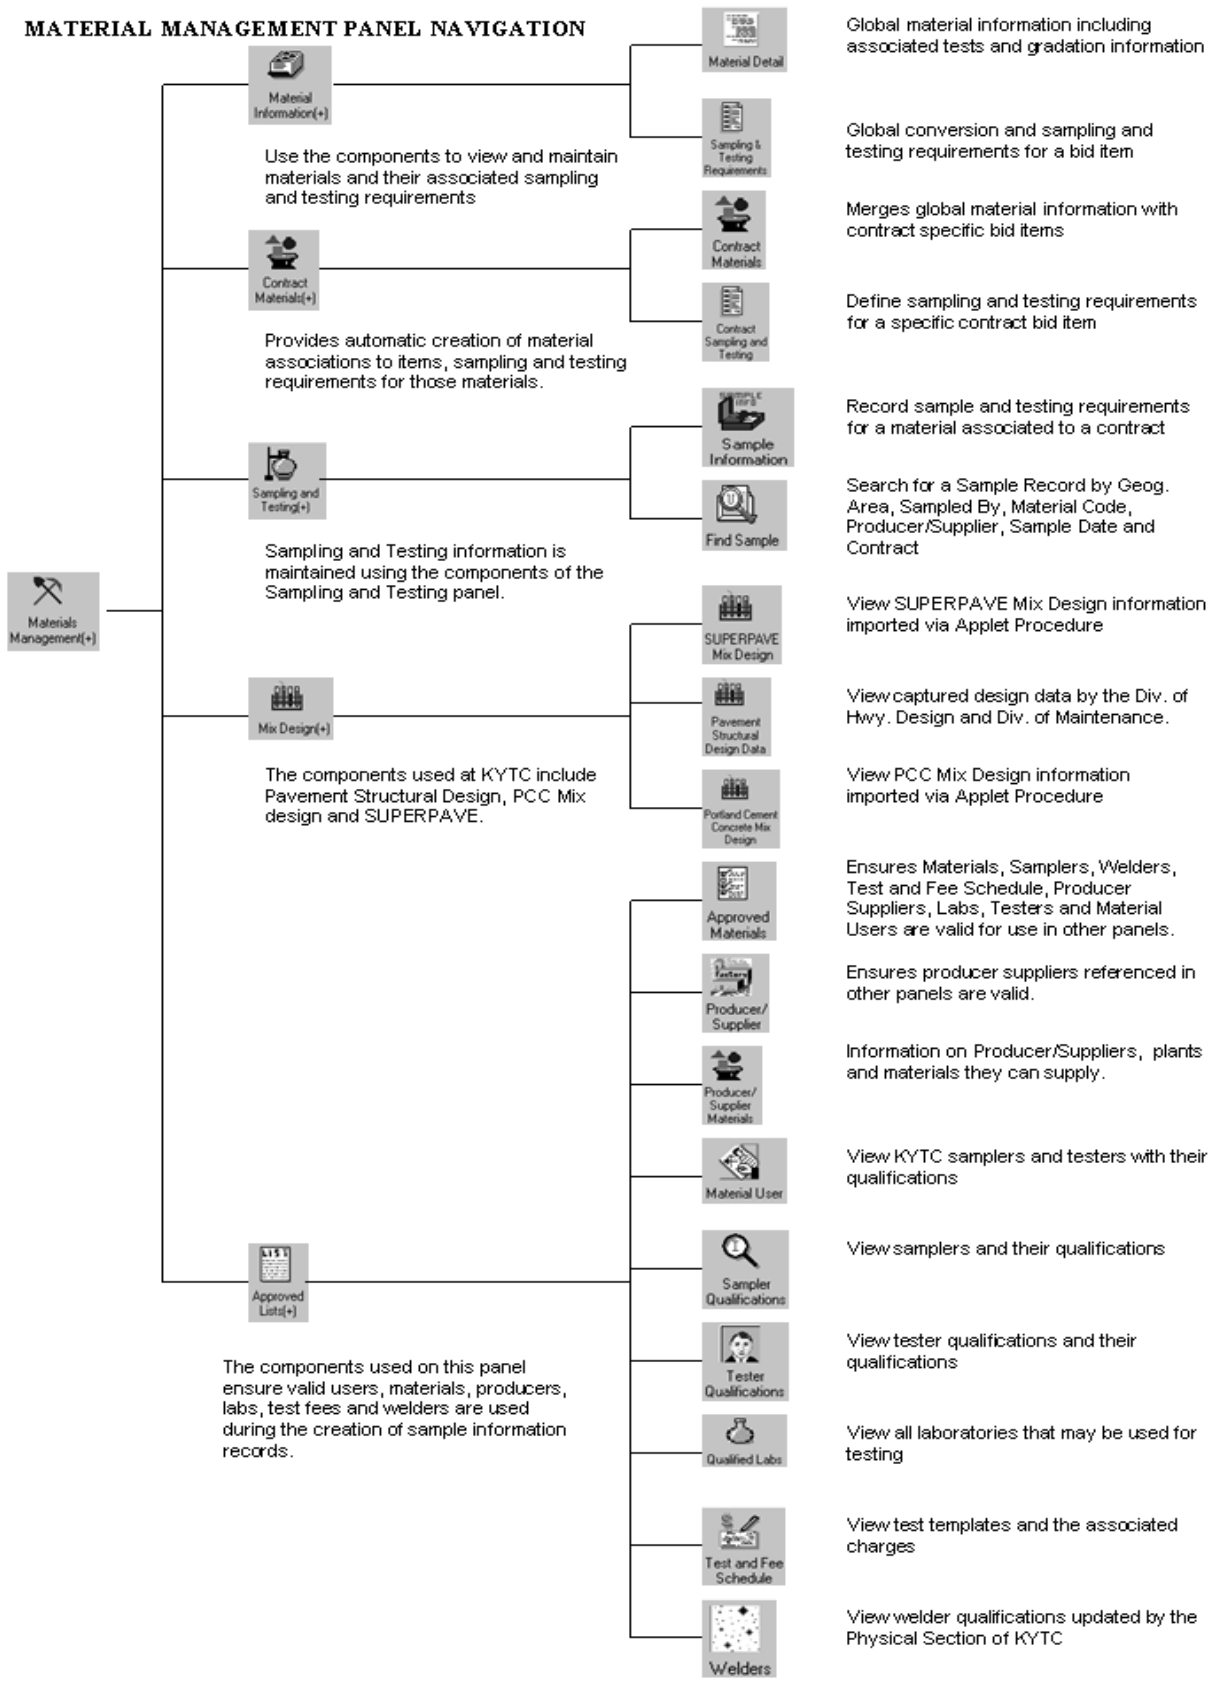 MATERIAL MANAGEMENT PANEL NAVIGATION
Materials
Management(+)
Material
Information(+)
Use the components to view and maintain
materials and their associated sampling
and testing requirements
Material Detail
Global material information including
associated tests and gradation information
Sampling &
Testing
Requirements
Global conversion and sampling and
testing requirements for a bid item
Contract
Materials(+)
Provides automatic creation of material
associations to items, sampling and testing
requirements for those materials.
Contract
Materials
Merges global material information with
contract specific bid items
Contract
Sampling and
Testing
Define sampling and testing requirements
for a specific contract bid item
Sampling and
Testing(+)
Sampling and Testing information is
maintained using the components of the
Sampling and Testing panel.
SAMPLE
INFO
Sample
Information
Record sample and testing requirements
for a material associated to a contract
Find Sample
Search for a Sample Record by Geog.
Area, Sampled By, Material Code,
Producer/Supplier, Sample Date and
Contract
Mix Design(+)
The components used at KYTC include
Pavement Structural Design, PCC Mix
design and SUPERPAVE.
SUPERPAVE
Mix Design
View SUPERPAVE Mix Design information
imported via Applet Procedure
Pavement
Structural
Design Data
View captured design data by the Div. of
Hwy. Design and Div. of Maintenance.
Portland Cement
Concrete Mix
Design
View PCC Mix Design information
imported via Applet Procedure
LIST
Approved
Lists(+)
The components used on this panel
ensure valid users, materials, producers,
labs, test fees and welders are used
during the creation of sample information
records.
Approved
Materials
Ensures Materials, Samplers, Welders,
Test and Fee Schedule, Producer
Suppliers, Labs, Testers and Material
Users are valid for use in other panels.
Factory
Producer/
Supplier
Ensures producer suppliers referenced in
other panels are valid.
Producer/
Supplier
Materials
Information on Producer/Suppliers, plants
and materials they can supply.
Material User
View KYTC samplers and testers with their
qualifications
Sampler
Qualifications
View samplers and their qualifications
Tester
Qualifications
View tester qualifications and their
qualifications
Qualified Labs
View all laboratories that may be used for
testing
Test and Fee
Schedule
View test templates and the associated
charges
Welders
View welder qualifications updated by the
Physical Section of KYTC